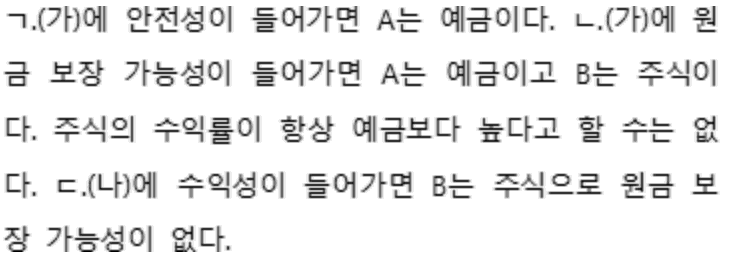 ㄱ.(가)에 안전성이 들어가면 A는 예금이다. ㄴ.(가)에 원
금 보장 가능성이 들어가면 A는 예금이고 B는 주식이
다. 주식의 수익률이 항상 예금보다 높다고 할 수는 없
다. ㄷ.(나)에 수익성이 들어가면 B는 주식으로 원금 보
장 가능성이 없다.